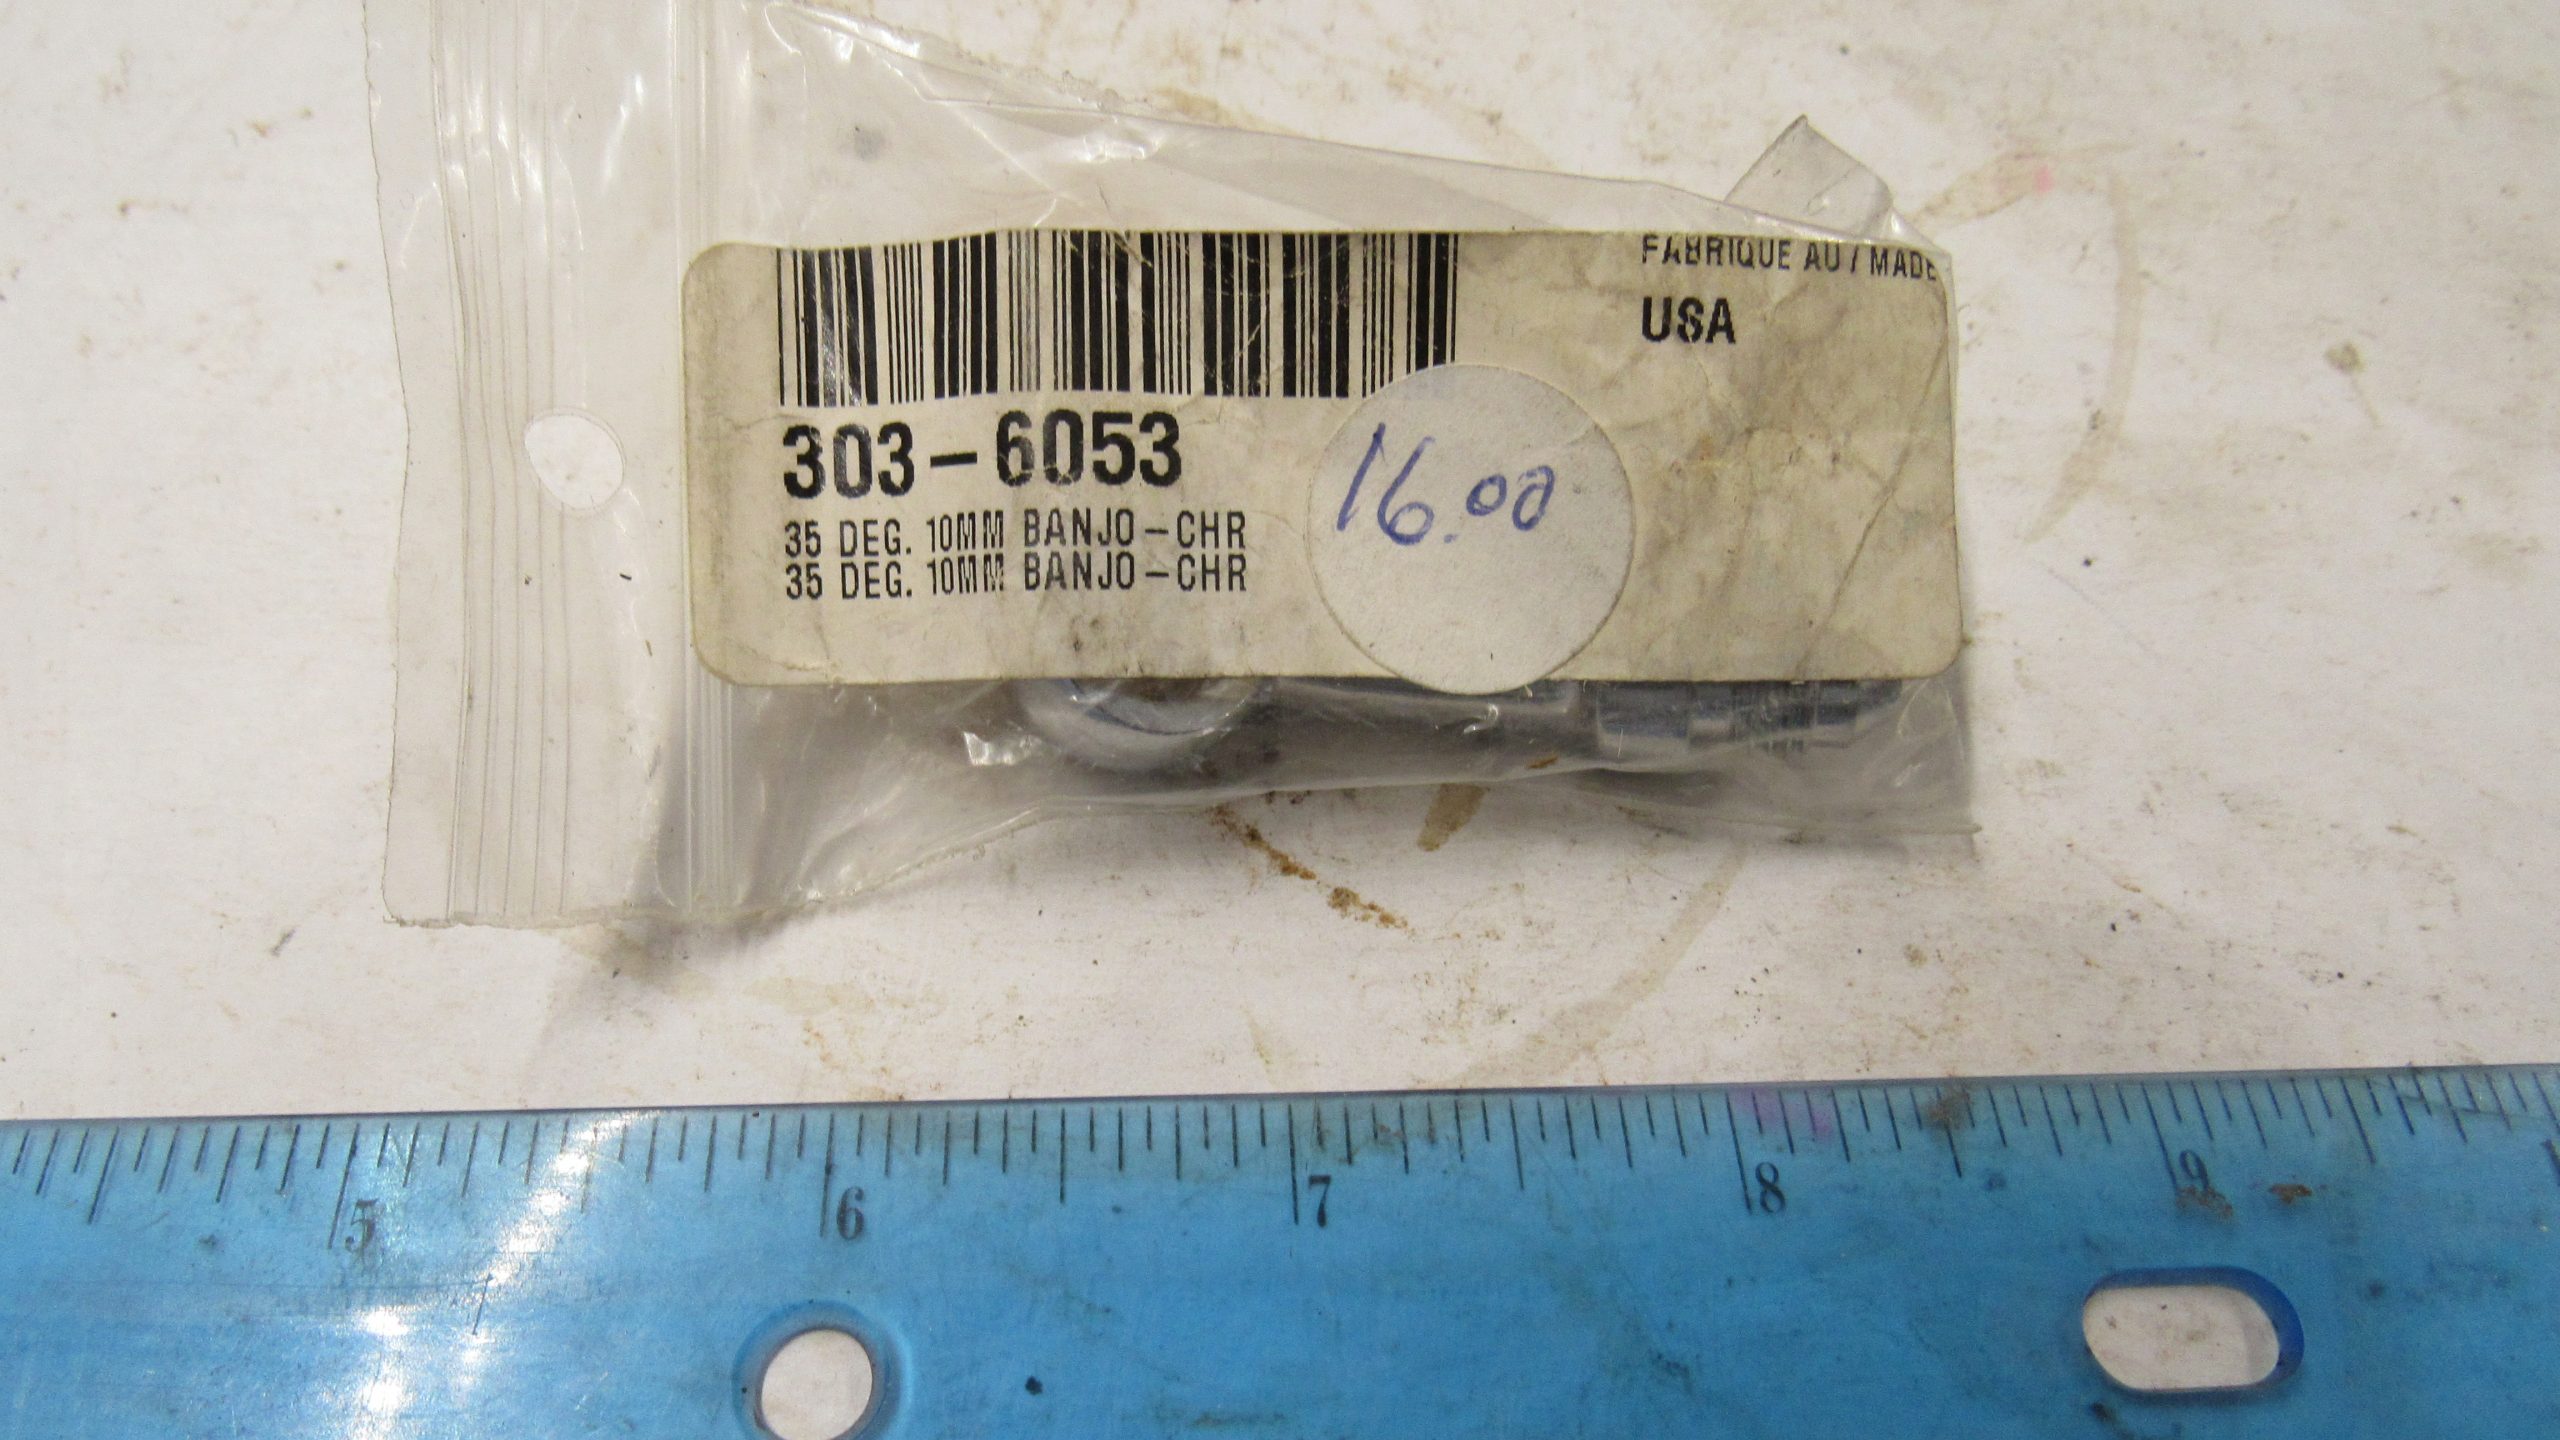 FABRIQUE AU / MADE
USA
303-6053
35 DEG. 10MM BANJO-CHR
35 DEG. 10MM BANJO-CHR
16.00
5 6 7 8 9